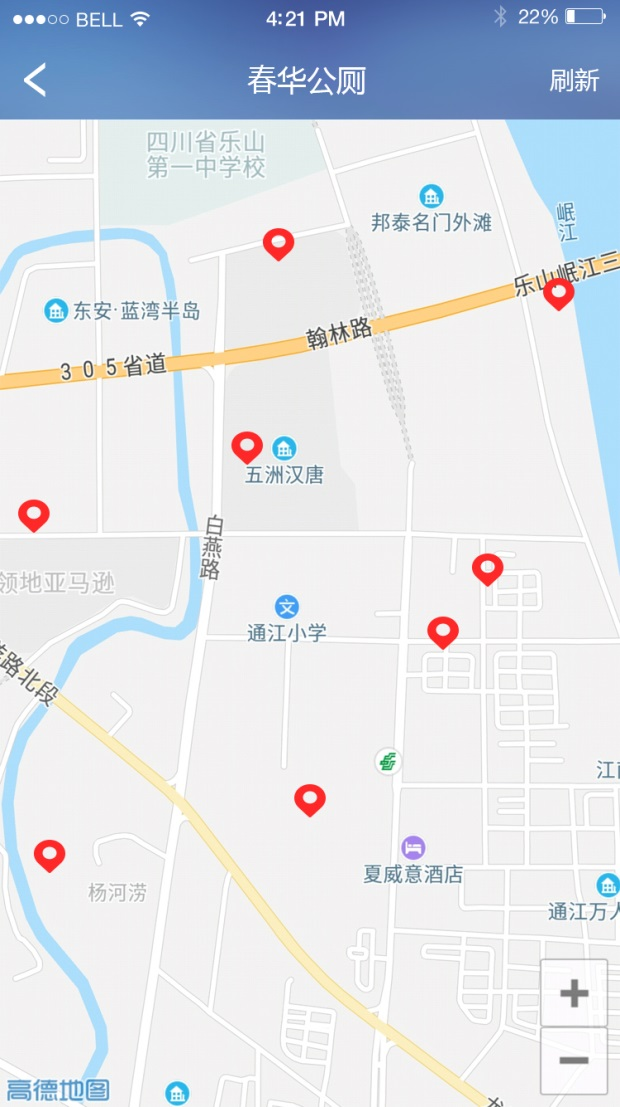 BELL 4:21 PM 22%
春华公厕 刷新
四川省乐山
第一中学校
邦泰名门外滩
岷江
乐山岷江三
东安·蓝湾半岛
翰林路
305省道
五洲汉唐
白燕路
领地亚马逊
通江小学
路北段
江南
夏威意酒店
杨河涝
通江万人
高德地图